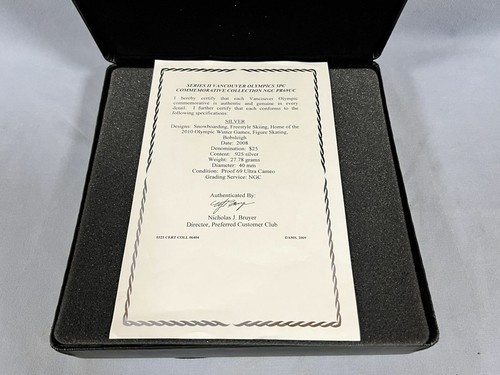 SERIES II VANCOUVER OLYMPICS 5PC
COMMEMORATIVE COLLECTION NGC PR69UCC
I hereby certify that each Vancouver Olympic
commemorative is authentic and genuine in every
detail. I further certify that each conforms to the
following specifications:
SILVER
Designs: Snowboarding, Freestyle Skiing, Home of the
2010 Olympic Winter Games, Figure Skating,
Bobsleigh
Date: 2008
Denomination: $25
Content: .925 silver
Weight: 27.78 grams
Diameter: 40 mm
Condition: Proof 69 Ultra Cameo
Grading Service: NGC
Authenticated By:
Nicholas J. Bruyer
Director, Preferred Customer Club
CERT COLL
2009